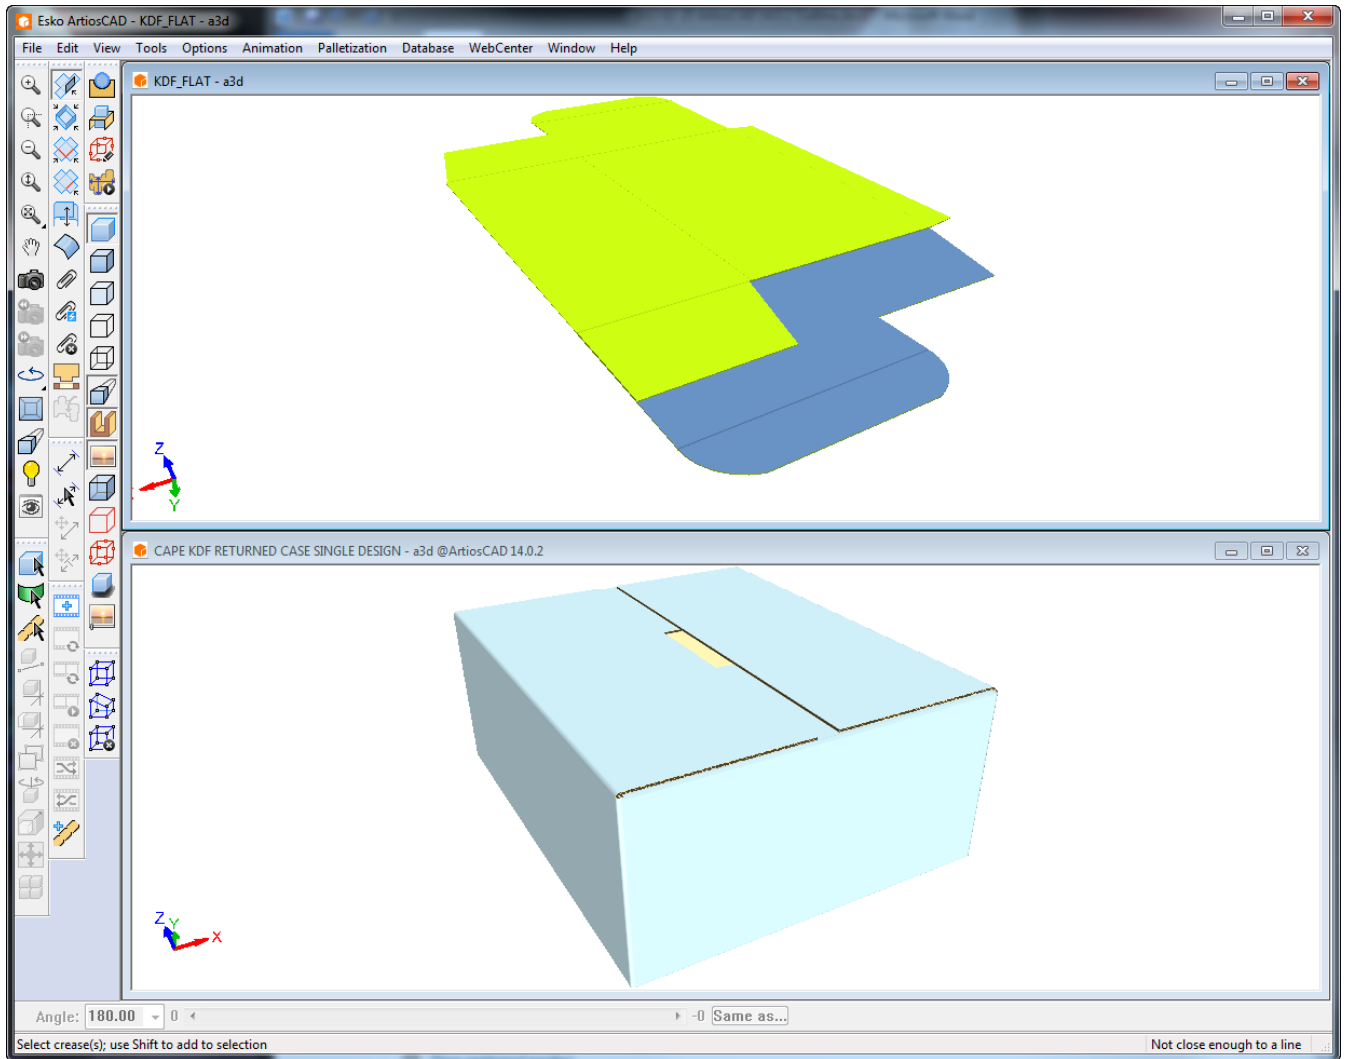 Esko ArtiosCAD - KDF_FLAT - a3d
File Edit View Tools Options Animation Palletization Database WebCenter Window Help
KDF_FLAT - a3d
Z
Y
CAPE KDF RETURNED CASE SINGLE DESIGN - a3d @ArtiosCAD 14.0.2
Z
Y
X
Angle: 180.00 0 -0 Same as...
Select crease(s); use Shift to add to selection Not close enough to a line